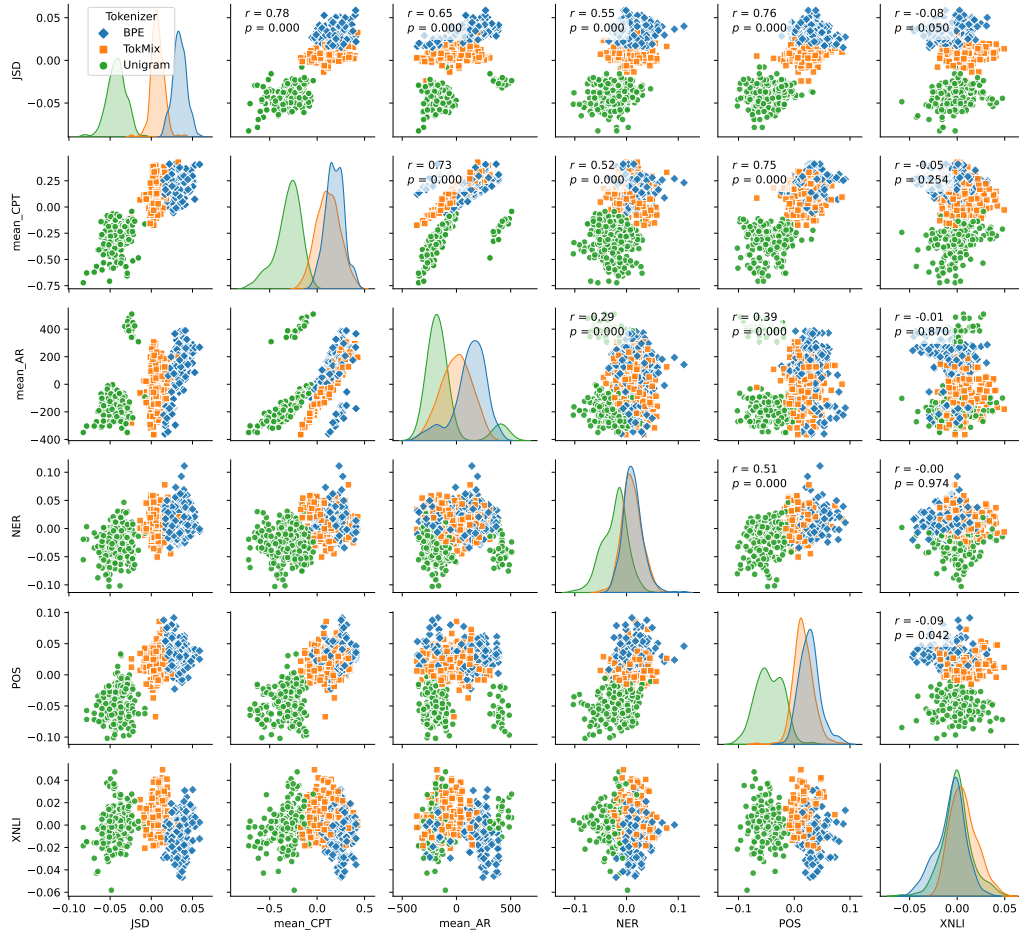 Tokenizer
BPE
TokMix
Unigram
r = 0.78
p = 0.000
r = 0.65
p = 0.000
r = 0.55
p = 0.000
r = 0.76
p = 0.000
r = -0.08
p = 0.050
JSD
0.05
0.00
−0.05
r = 0.73
p = 0.000
r = 0.52
p = 0.000
r = 0.75
p = 0.000
r = -0.05
p = 0.254
mean_CPT
0.25
0.00
−0.25
−0.50
−0.75
r = 0.29
p = 0.000
r = 0.39
p = 0.000
r = -0.01
p = 0.870
mean_AR
400
200
0
−200
−400
r = 0.51
p = 0.000
r = -0.00
p = 0.974
NER
0.10
0.05
0.00
−0.05
−0.10
r = -0.09
p = 0.042
POS
0.10
0.05
0.00
−0.05
−0.10
XNLI
0.04
0.02
0.00
−0.02
−0.04
−0.06
−0.10 −0.05 0.00 0.05
−0.5 0.0 0.5
−500 0 500
−0.1 0.0 0.1
−0.1 0.0 0.1
−0.05 0.00 0.05
JSD
mean_CPT
mean_AR
NER
POS
XNLI